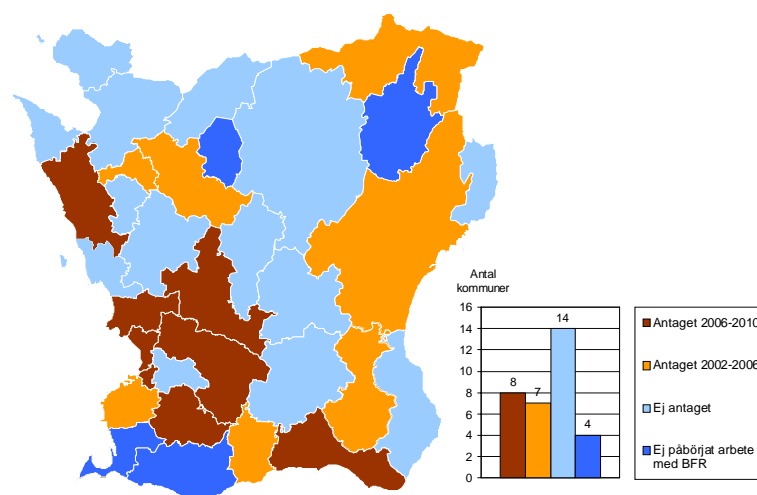 Antal
kommuner
16
14
12
10
8
6
4
2
0
8
7
14
4
Antaget 2006-2010
Antaget 2002-2006
Ej antaget
Ej påbörjat arbete
med BFR